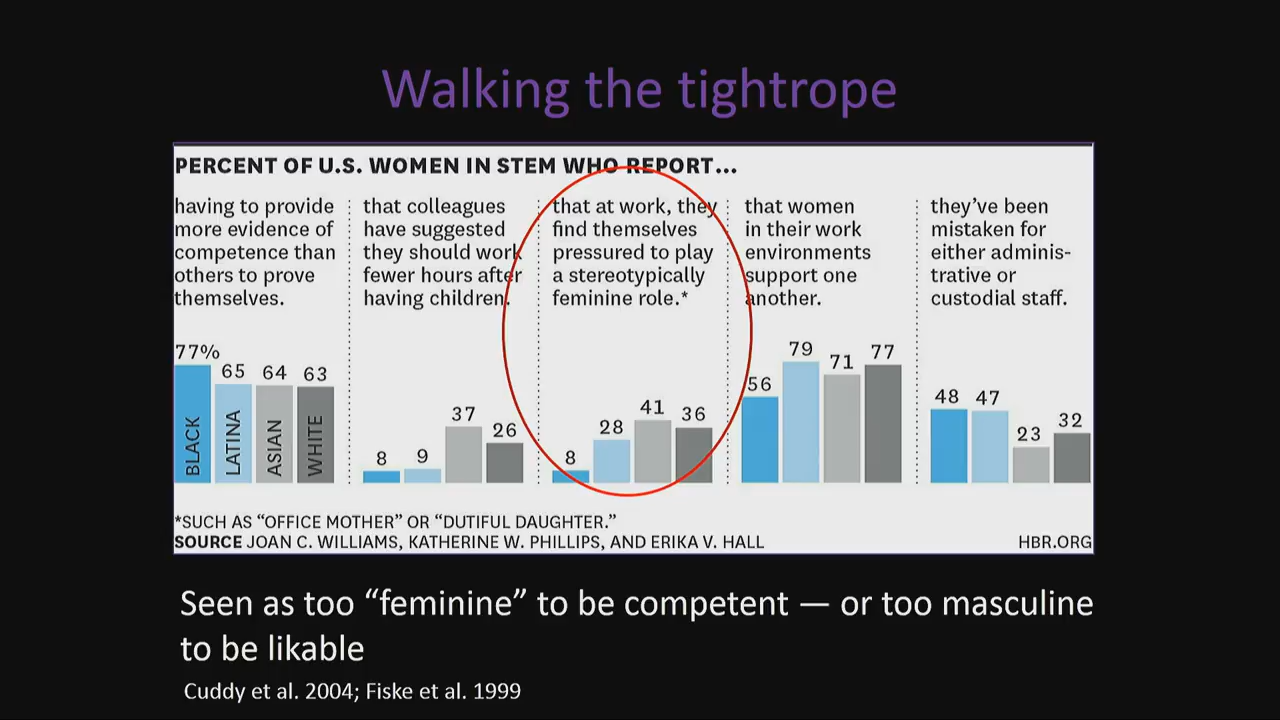 Walking the tightrope
PERCENT OF U.S. WOMEN IN STEM WHO REPORT...
having to provide
more evidence of
competence than
others to prove
themselves.
77%
65
64
63
BLACK
LATINA
ASIAN
WHITE
that colleagues
have suggested
they should work
fewer hours after
having children.
8
9
37
26
that at work, they
find themselves
pressured to play
a stereotypically
feminine role.*
8
28
41
36
that women
in their work
environments
support one
another.
56
79
71
77
they’ve been
mistaken for
either adminis-
trative or
custodial staff.
48
47
23
32
*SUCH AS “OFFICE MOTHER” OR “DUTIFUL DAUGHTER.”
SOURCE JOAN C. WILLIAMS, KATHERINE W. PHILLIPS, AND ERIKA V. HALL
HBR.ORG
Seen as too “feminine” to be competent — or too masculine
to be likable
Cuddy et al. 2004; Fiske et al. 1999